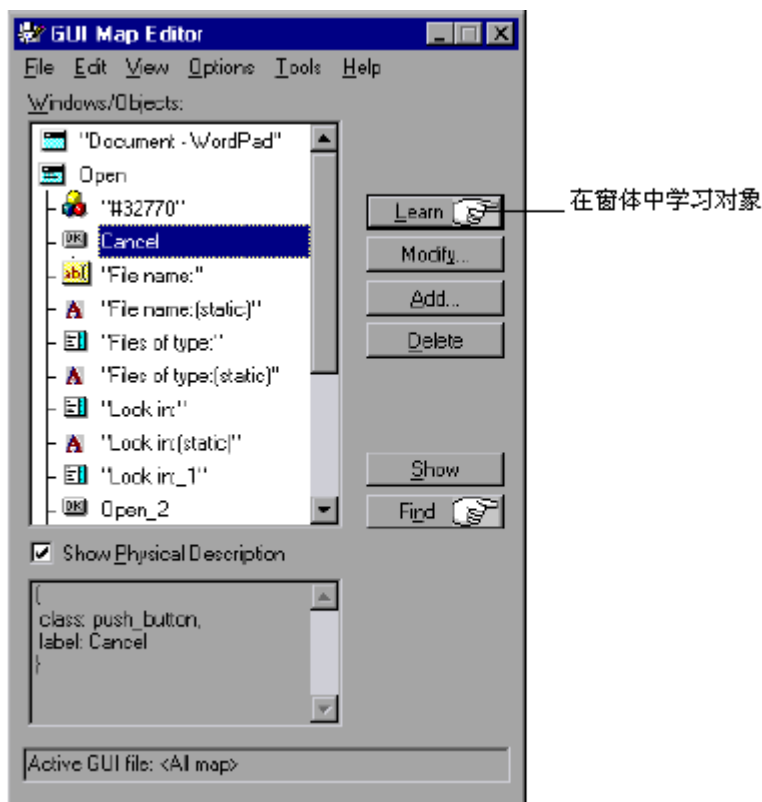 GUI Map Editor
File Edit View Options Tools Help
Windows/Objects:
"Document - WordPad"
Open
"#32770"
Cancel
"File name:"
"File name:(static)"
"Files of type:"
"Files of type:(static)"
"Look in:"
"Look in:(static)"
"Look in:_1"
Open_2
Learn
在窗体中学习对象
Modify...
Add...
Delete
Show
Find
Show Physical Description
{
class: push_button,
label: Cancel
}
Active GUI file: <All map>